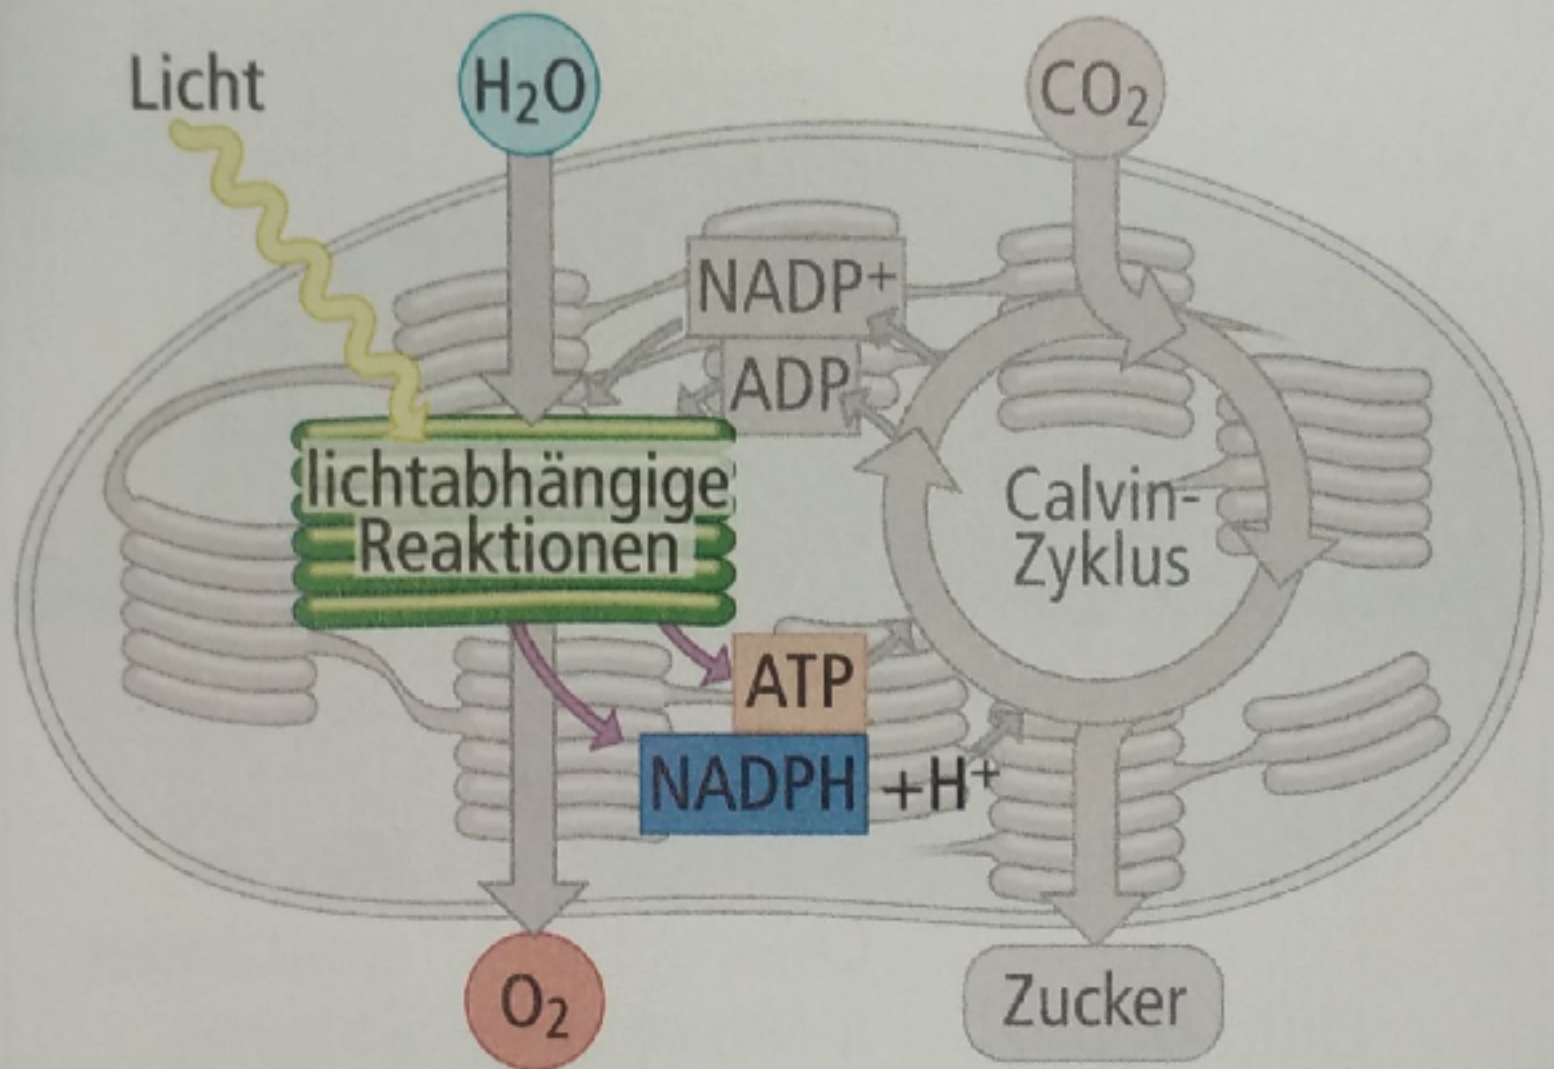 Licht
H₂O
CO₂
NADP⁺
ADP
lichtabhängige
Reaktionen
Calvin-
Zyklus
ATP
NADPH +H⁺
O₂
Zucker